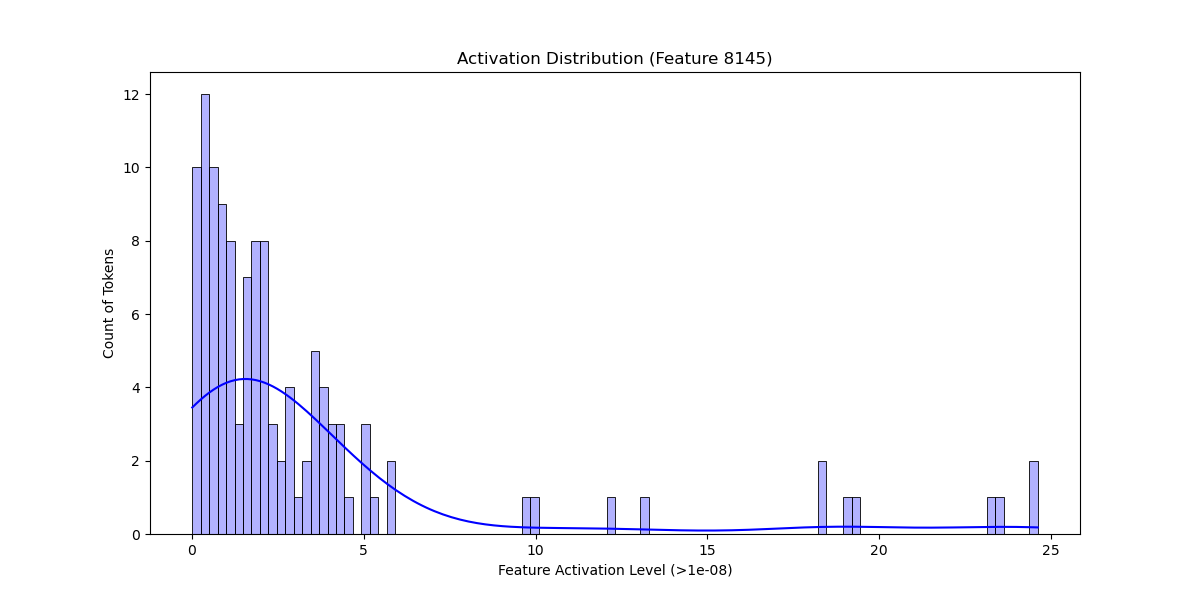 Activation Distribution (Feature 8145)
12
10
8
6
4
2
0
Count of Tokens
0 5 10 15 20 25
Feature Activation Level (>1e-08)